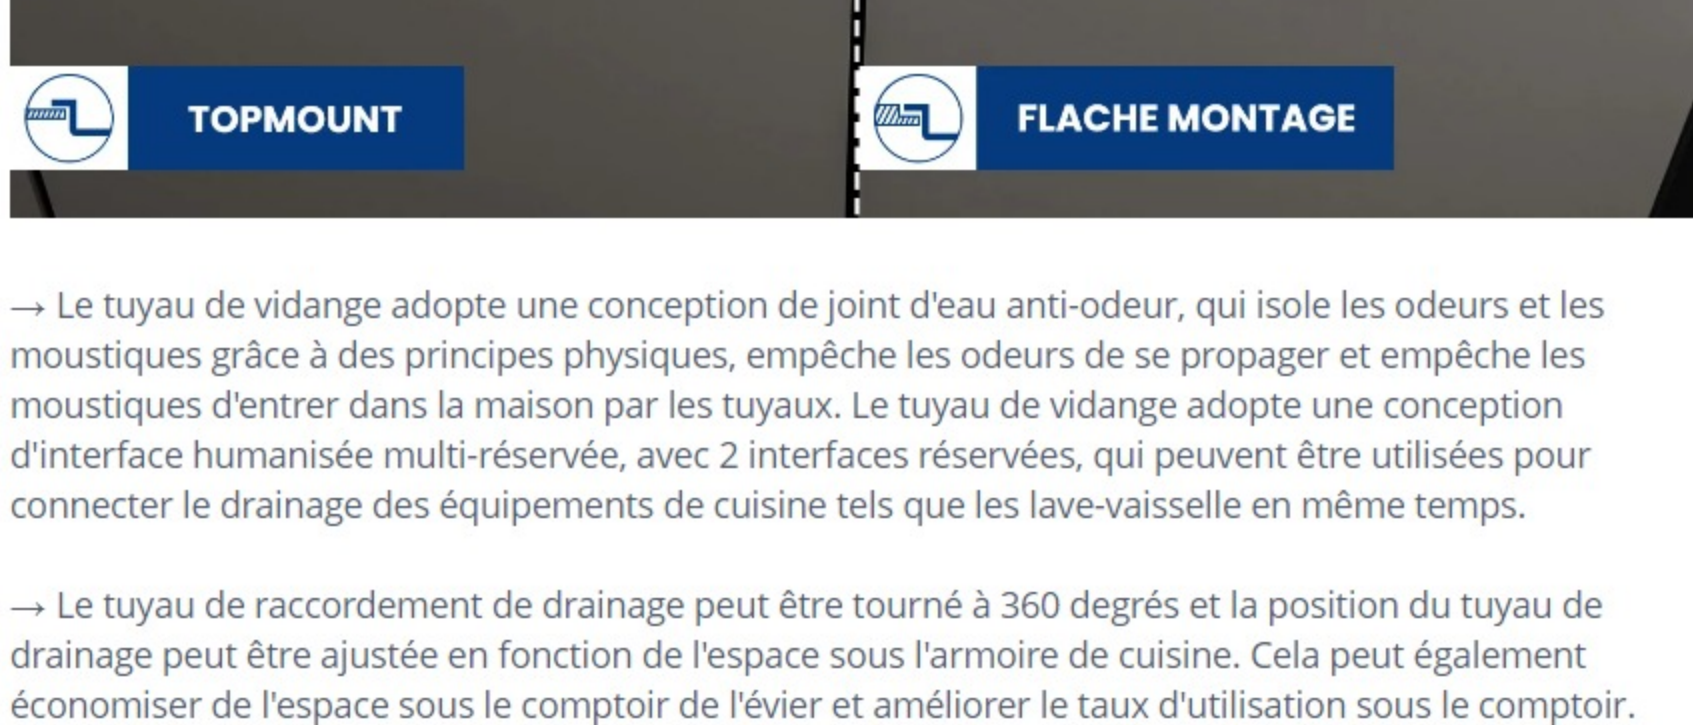 TOPMOUNT
FLACHE MONTAGE
→ Le tuyau de vidange adopte une conception de joint d'eau anti-odeur, qui isole les odeurs et les
moustiques grâce à des principes physiques, empêche les odeurs de se propager et empêche les
moustiques d'entrer dans la maison par les tuyaux. Le tuyau de vidange adopte une conception
d'interface humanisée multi-réservée, avec 2 interfaces réservées, qui peuvent être utilisées pour
connecter le drainage des équipements de cuisine tels que les lave-vaisselle en même temps.
→ Le tuyau de raccordement de drainage peut être tourné à 360 degrés et la position du tuyau de
drainage peut être ajustée en fonction de l'espace sous l'armoire de cuisine. Cela peut également
économiser de l'espace sous le comptoir de l'évier et améliorer le taux d'utilisation sous le comptoir.